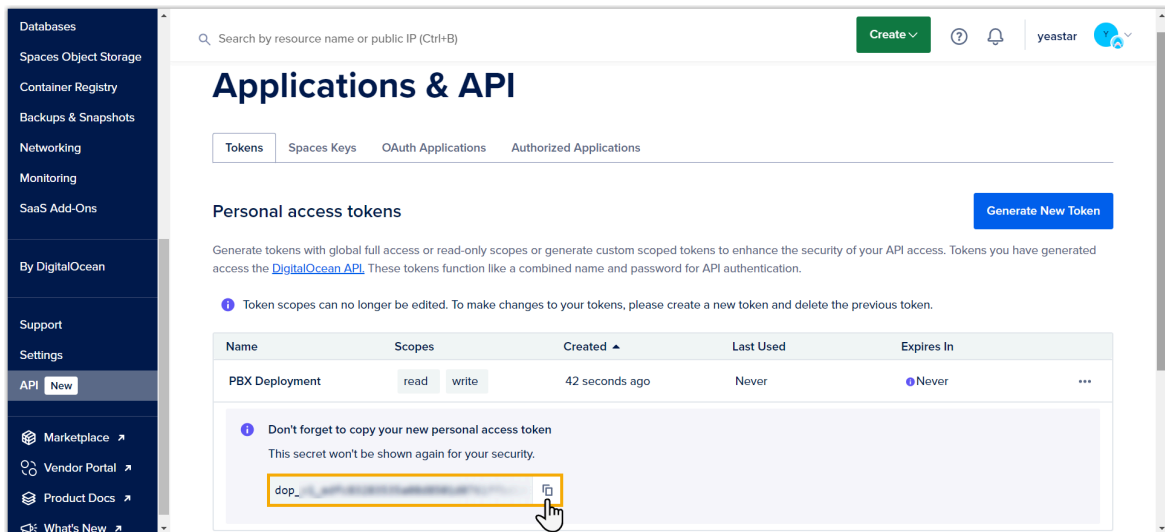 Databases
Spaces Object Storage
Container Registry
Backups & Snapshots
Networking
Monitoring
SaaS Add-Ons
By DigitalOcean
Support
Settings
API New
Marketplace
Vendor Portal
Product Docs
What's New
Search by resource name or public IP (Ctrl+B)
Create
yeastar
Y
Applications & API
Tokens Spaces Keys OAuth Applications Authorized Applications
Personal access tokens
Generate New Token
Generate tokens with global full access or read-only scopes or generate custom scoped tokens to enhance the security of your API access. Tokens you have generated
access the DigitalOcean API. These tokens function like a combined name and password for API authentication.
Token scopes can no longer be edited. To make changes to your tokens, please create a new token and delete the previous token.
Name Scopes Created Last Used Expires In
PBX Deployment read write 42 seconds ago Never Never
Don't forget to copy your new personal access token
This secret won't be shown again for your security.
dop_